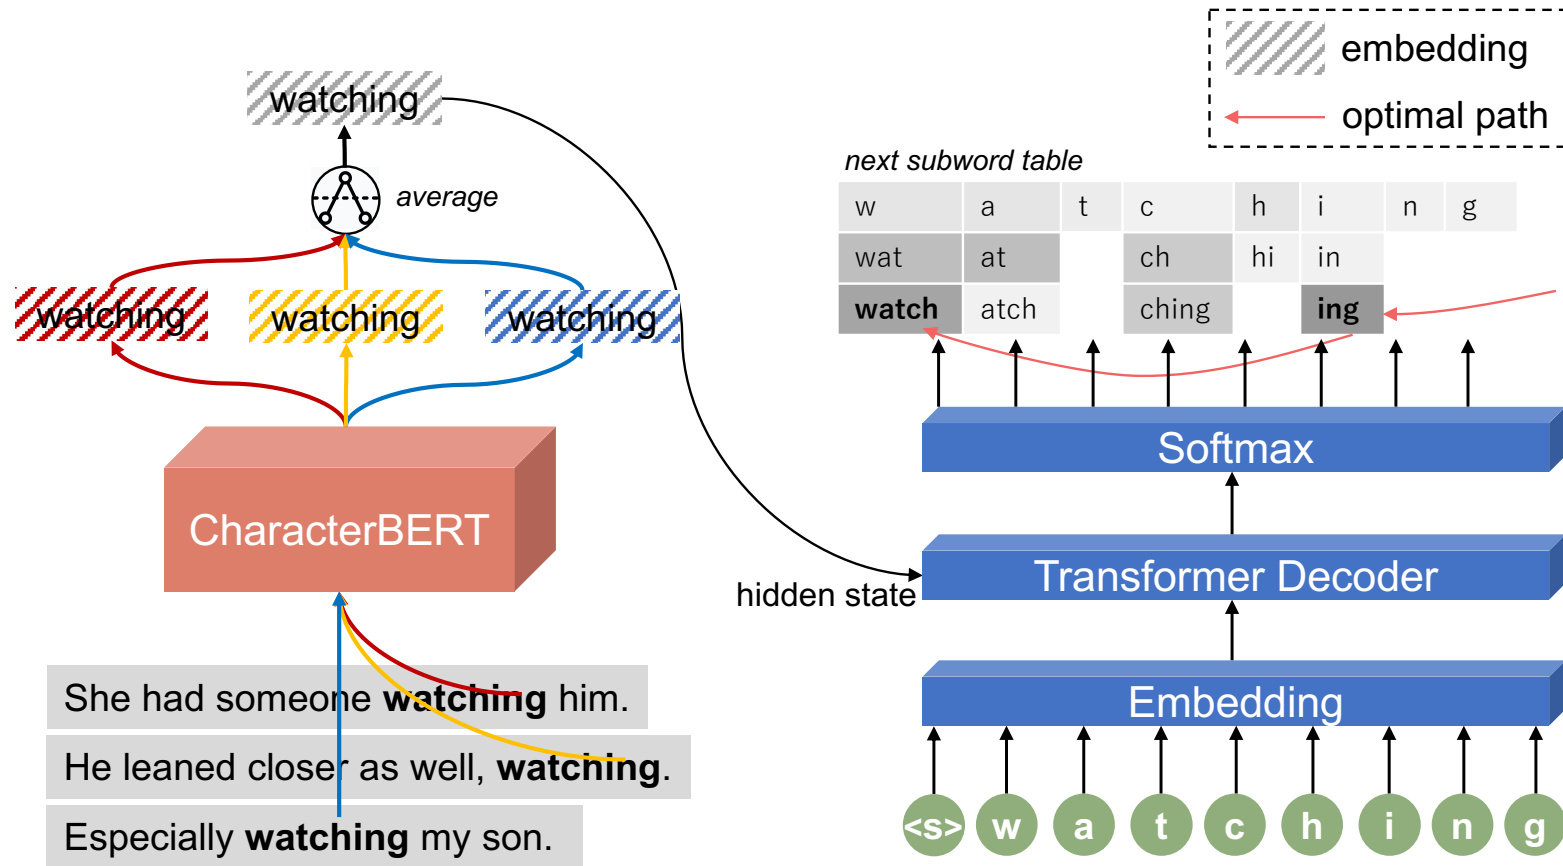 embedding
optimal path
watching
average
watching
watching
watching
CharacterBERT
She had someone watching him.
He leaned closer as well, watching.
Especially watching my son.
hidden state
next subword table
w a t c h i n g
wat at ch hi in
watch atch ching ing
Softmax
Transformer Decoder
Embedding
<s> w a t c h i n g